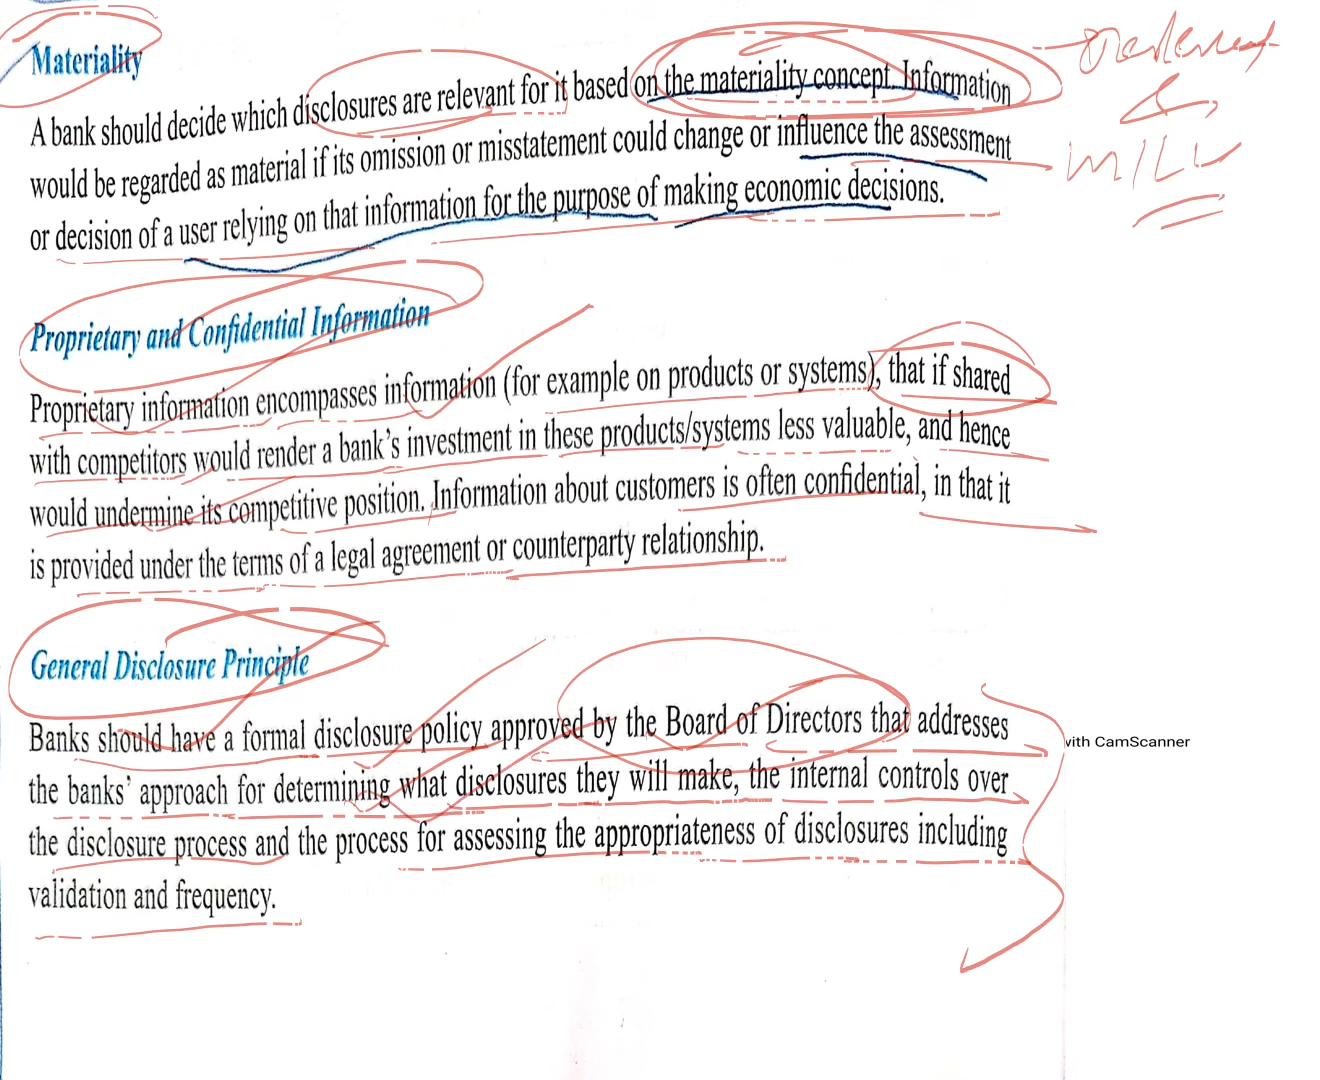 Materiality
A bank should decide which disclosures are relevant for it based on the materiality concept. Information
would be regarded as material if its omission or misstatement could change or influence the assessment
or decision of a user relying on that information for the purpose of making economic decisions.
Proprietary and Confidential Information
Proprietary information encompasses information (for example on products or systems), that if shared
with competitors would render a bank's investment in these products/systems less valuable, and hence
would undermine its competitive position. Information about customers is often confidential, in that it
is provided under the terms of a legal agreement or counterparty relationship.
General Disclosure Principle
Banks should have a formal disclosure policy approved by the Board of Directors that addresses
the banks' approach for determining what disclosures they will make, the internal controls over
the disclosure process and the process for assessing the appropriateness of disclosures including
validation and frequency.
with CamScanner